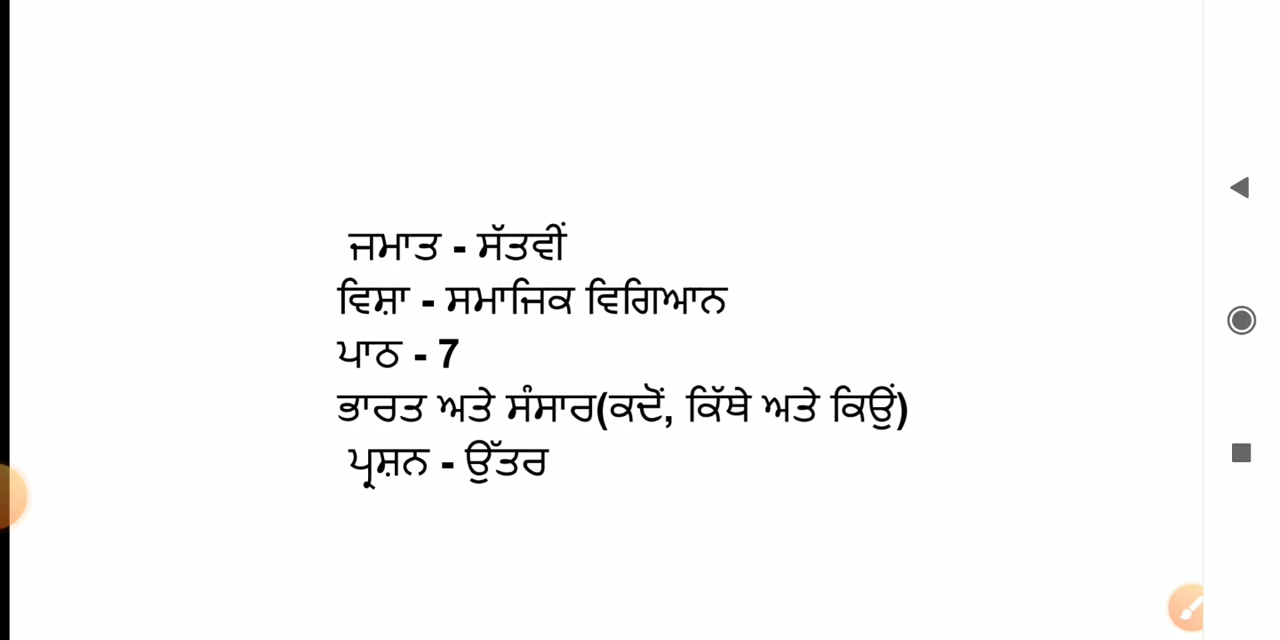 ਜਮਾਤ - ਸੱਤਵੀਂ
ਵਿਸ਼ਾ - ਸਮਾਜਿਕ ਵਿਗਿਆਨ
ਪਾਠ - 7
ਭਾਰਤ ਅਤੇ ਸੰਸਾਰ(ਕਦੋਂ, ਕਿੱਥੇ ਅਤੇ ਕਿਉਂ)
ਪ੍ਰਸ਼ਨ - ਉੱਤਰ